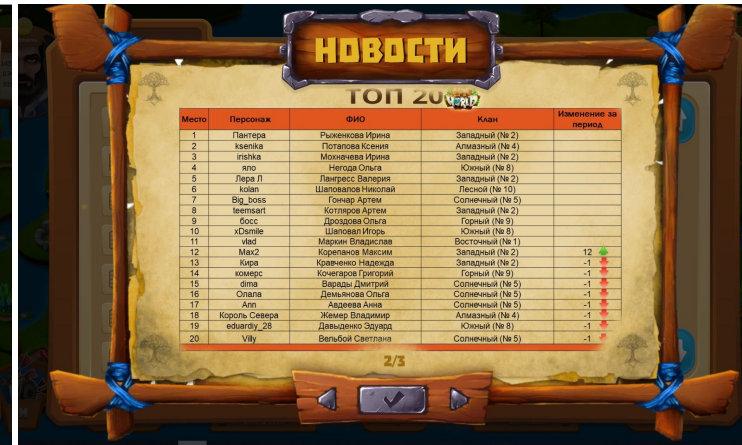 НОВОСТИ
ТОП 20
Место Персонаж ФИО Клан Изменение за период
1 Пантера Рыженкова Ирина Западный (№ 2)
2 ksenika Потапова Ксения Алмазный (№ 4)
3 irishka Мохначева Ирина Западный (№ 2)
4 япо Негода Ольга Южный (№ 8)
5 Лера Л Лангресс Валерия Западный (№ 2)
6 kolan Шаповалов Николай Лесной (№ 10)
7 Big_boss Гончар Артем Солнечный (№ 5)
8 teemsart Котляров Артем Западный (№ 2)
9 босс Дроздова Ольга Горный (№ 9)
10 xDsmile Шаповал Игорь Южный (№ 8)
11 vlad Маркин Владислав Восточный (№ 1)
12 Max2 Корепанов Максим Западный (№ 2) 12
13 Кира Кравченко Надежда Западный (№ 2) -1
14 комерс Кочегаров Григорий Горный (№ 9) -1
15 dima Варады Дмитрий Солнечный (№ 5) -1
16 Олала Демьянова Ольга Солнечный (№ 5) -1
17 Ann Авдеева Анна Солнечный (№ 5) -1
18 Король Севера Жемер Владимир Алмазный (№ 4) -1
19 eduardiy_28 Давыденко Эдуард Южный (№ 8) -1
20 Villy Вельбой Светлана Солнечный (№ 5) -1
2/3